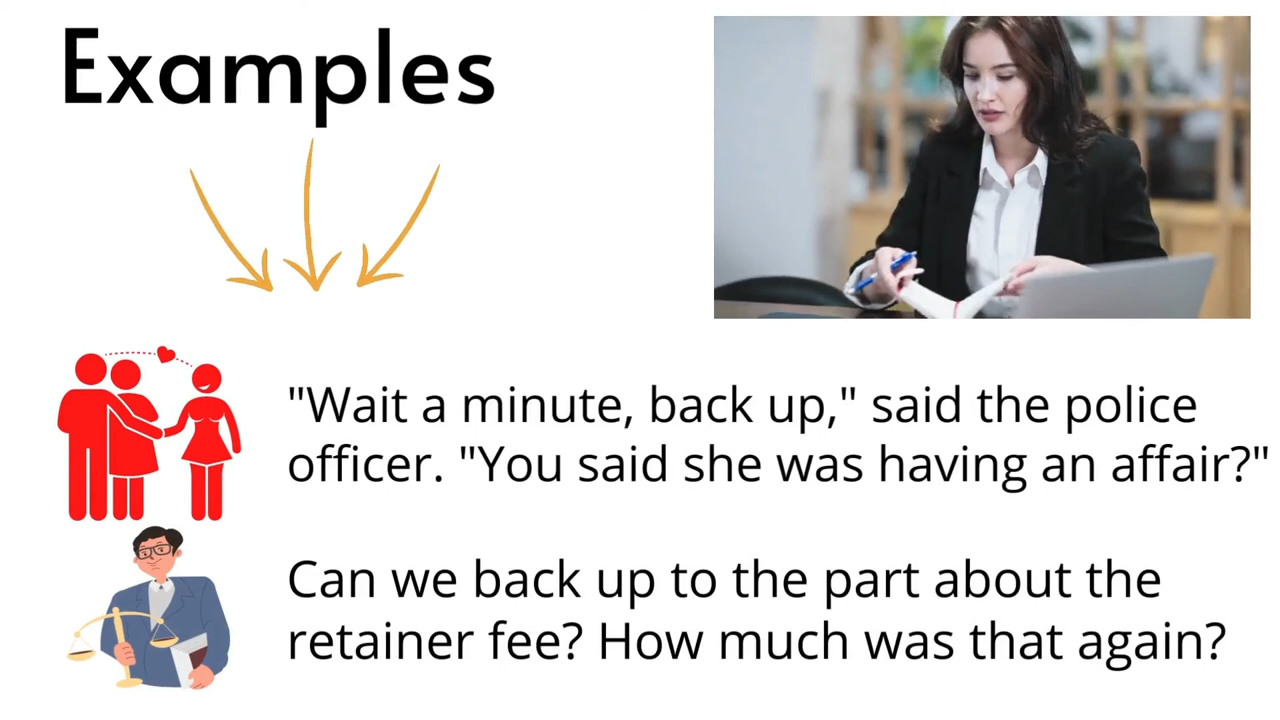 Examples
"Wait a minute, back up," said the police
officer. "You said she was having an affair?"
Can we back up to the part about the
retainer fee? How much was that again?